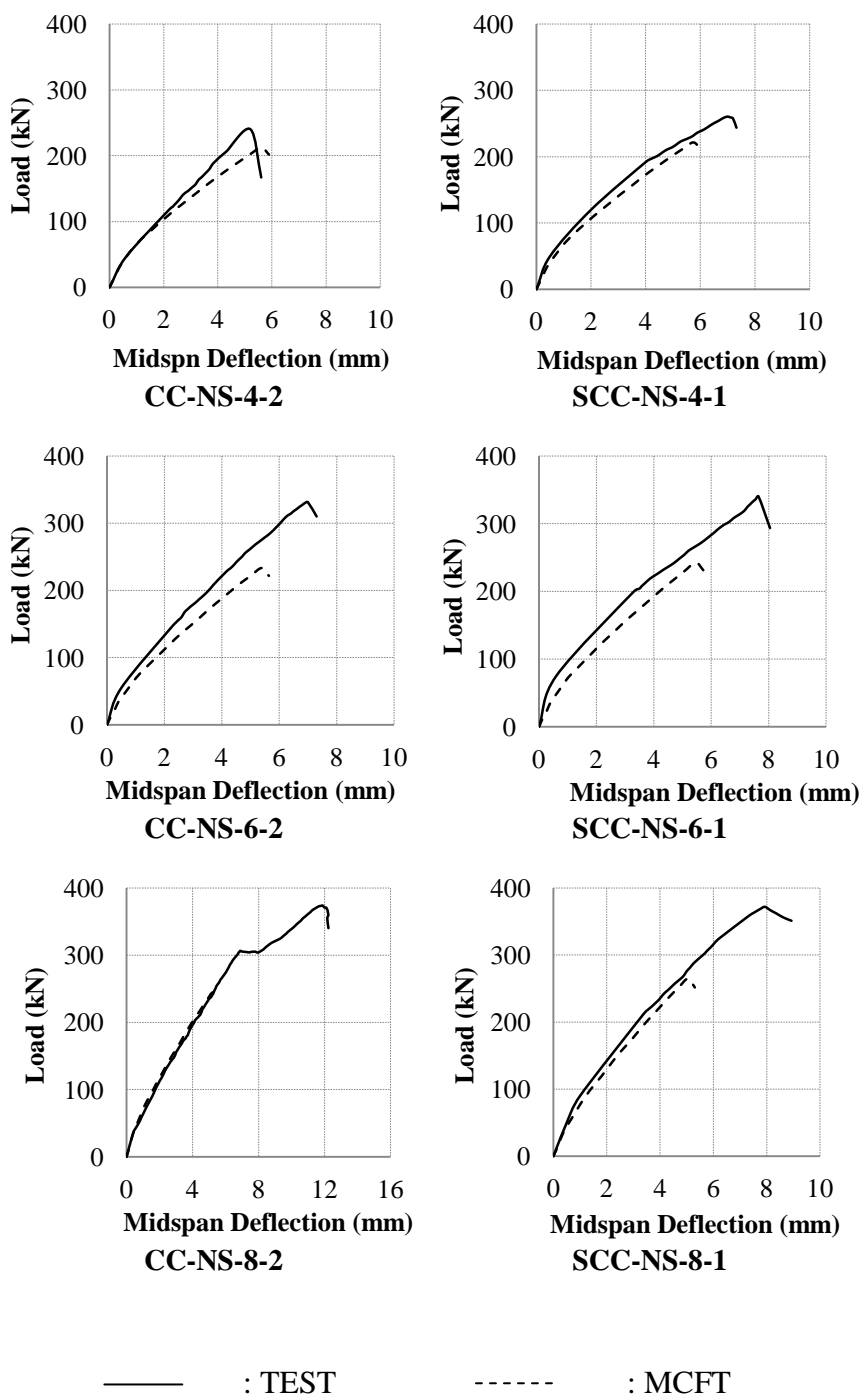 400
300
200
100
0
Load (kN)
0 2 4 6 8 10
Midspn Deflection (mm)
CC-NS-4-2
400
300
200
100
0
Load (kN)
0 2 4 6 8 10
Midspan Deflection (mm)
SCC-NS-4-1
400
300
200
100
0
Load (kN)
0 2 4 6 8 10
Midspan Deflection (mm)
CC-NS-6-2
400
300
200
100
0
Load (kN)
0 2 4 6 8 10
Midspan Deflection (mm)
SCC-NS-6-1
400
300
200
100
0
Load (kN)
0 4 8 12 16
Midspan Deflection (mm)
CC-NS-8-2
400
300
200
100
0
Load (kN)
0 2 4 6 8 10
Midspan Deflection (mm)
SCC-NS-8-1
: TEST
: MCFT